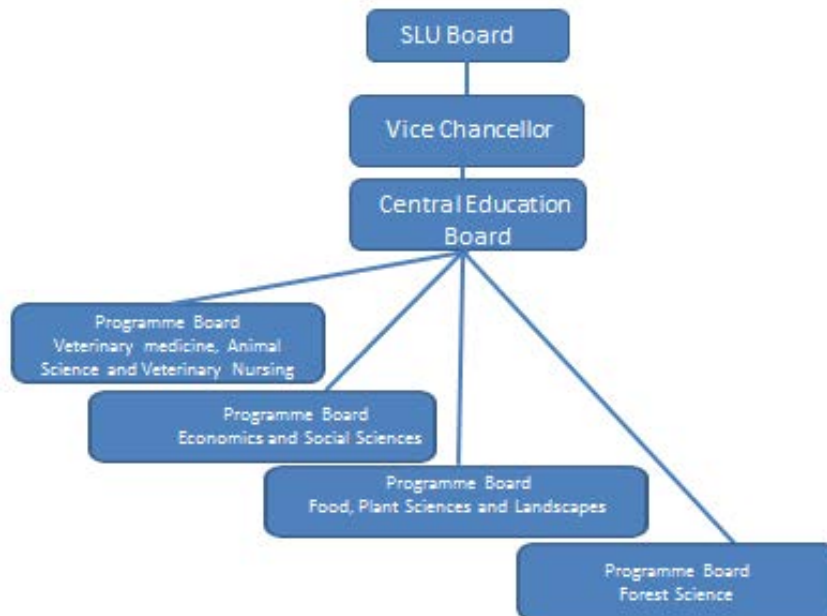 SLU Board
Vice Chancellor
Central Education
Board
Programme Board
Veterinary medicine, Animal
Science and Veterinary Nursing
Programme Board
Economics and Social Sciences
Programme Board
Food, Plant Sciences and Landscapes
Programme Board
Forest Science